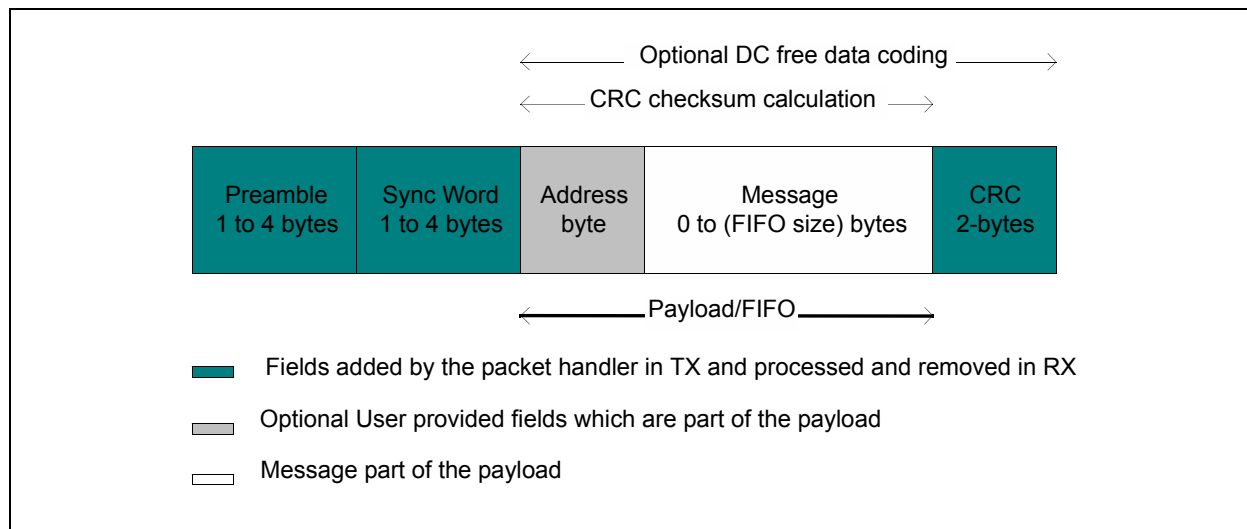 Optional DC free data coding
CRC checksum calculation
Preamble
1 to 4 bytes
Sync Word
1 to 4 bytes
Address
byte
Message
0 to (FIFO size) bytes
CRC
2-bytes
Payload/FIFO
Fields added by the packet handler in TX and processed and removed in RX
Optional User provided fields which are part of the payload
Message part of the payload